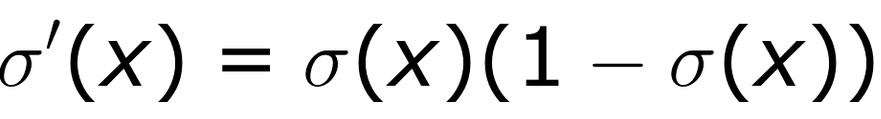 σ′(x) = σ(x)(1 − σ(x))